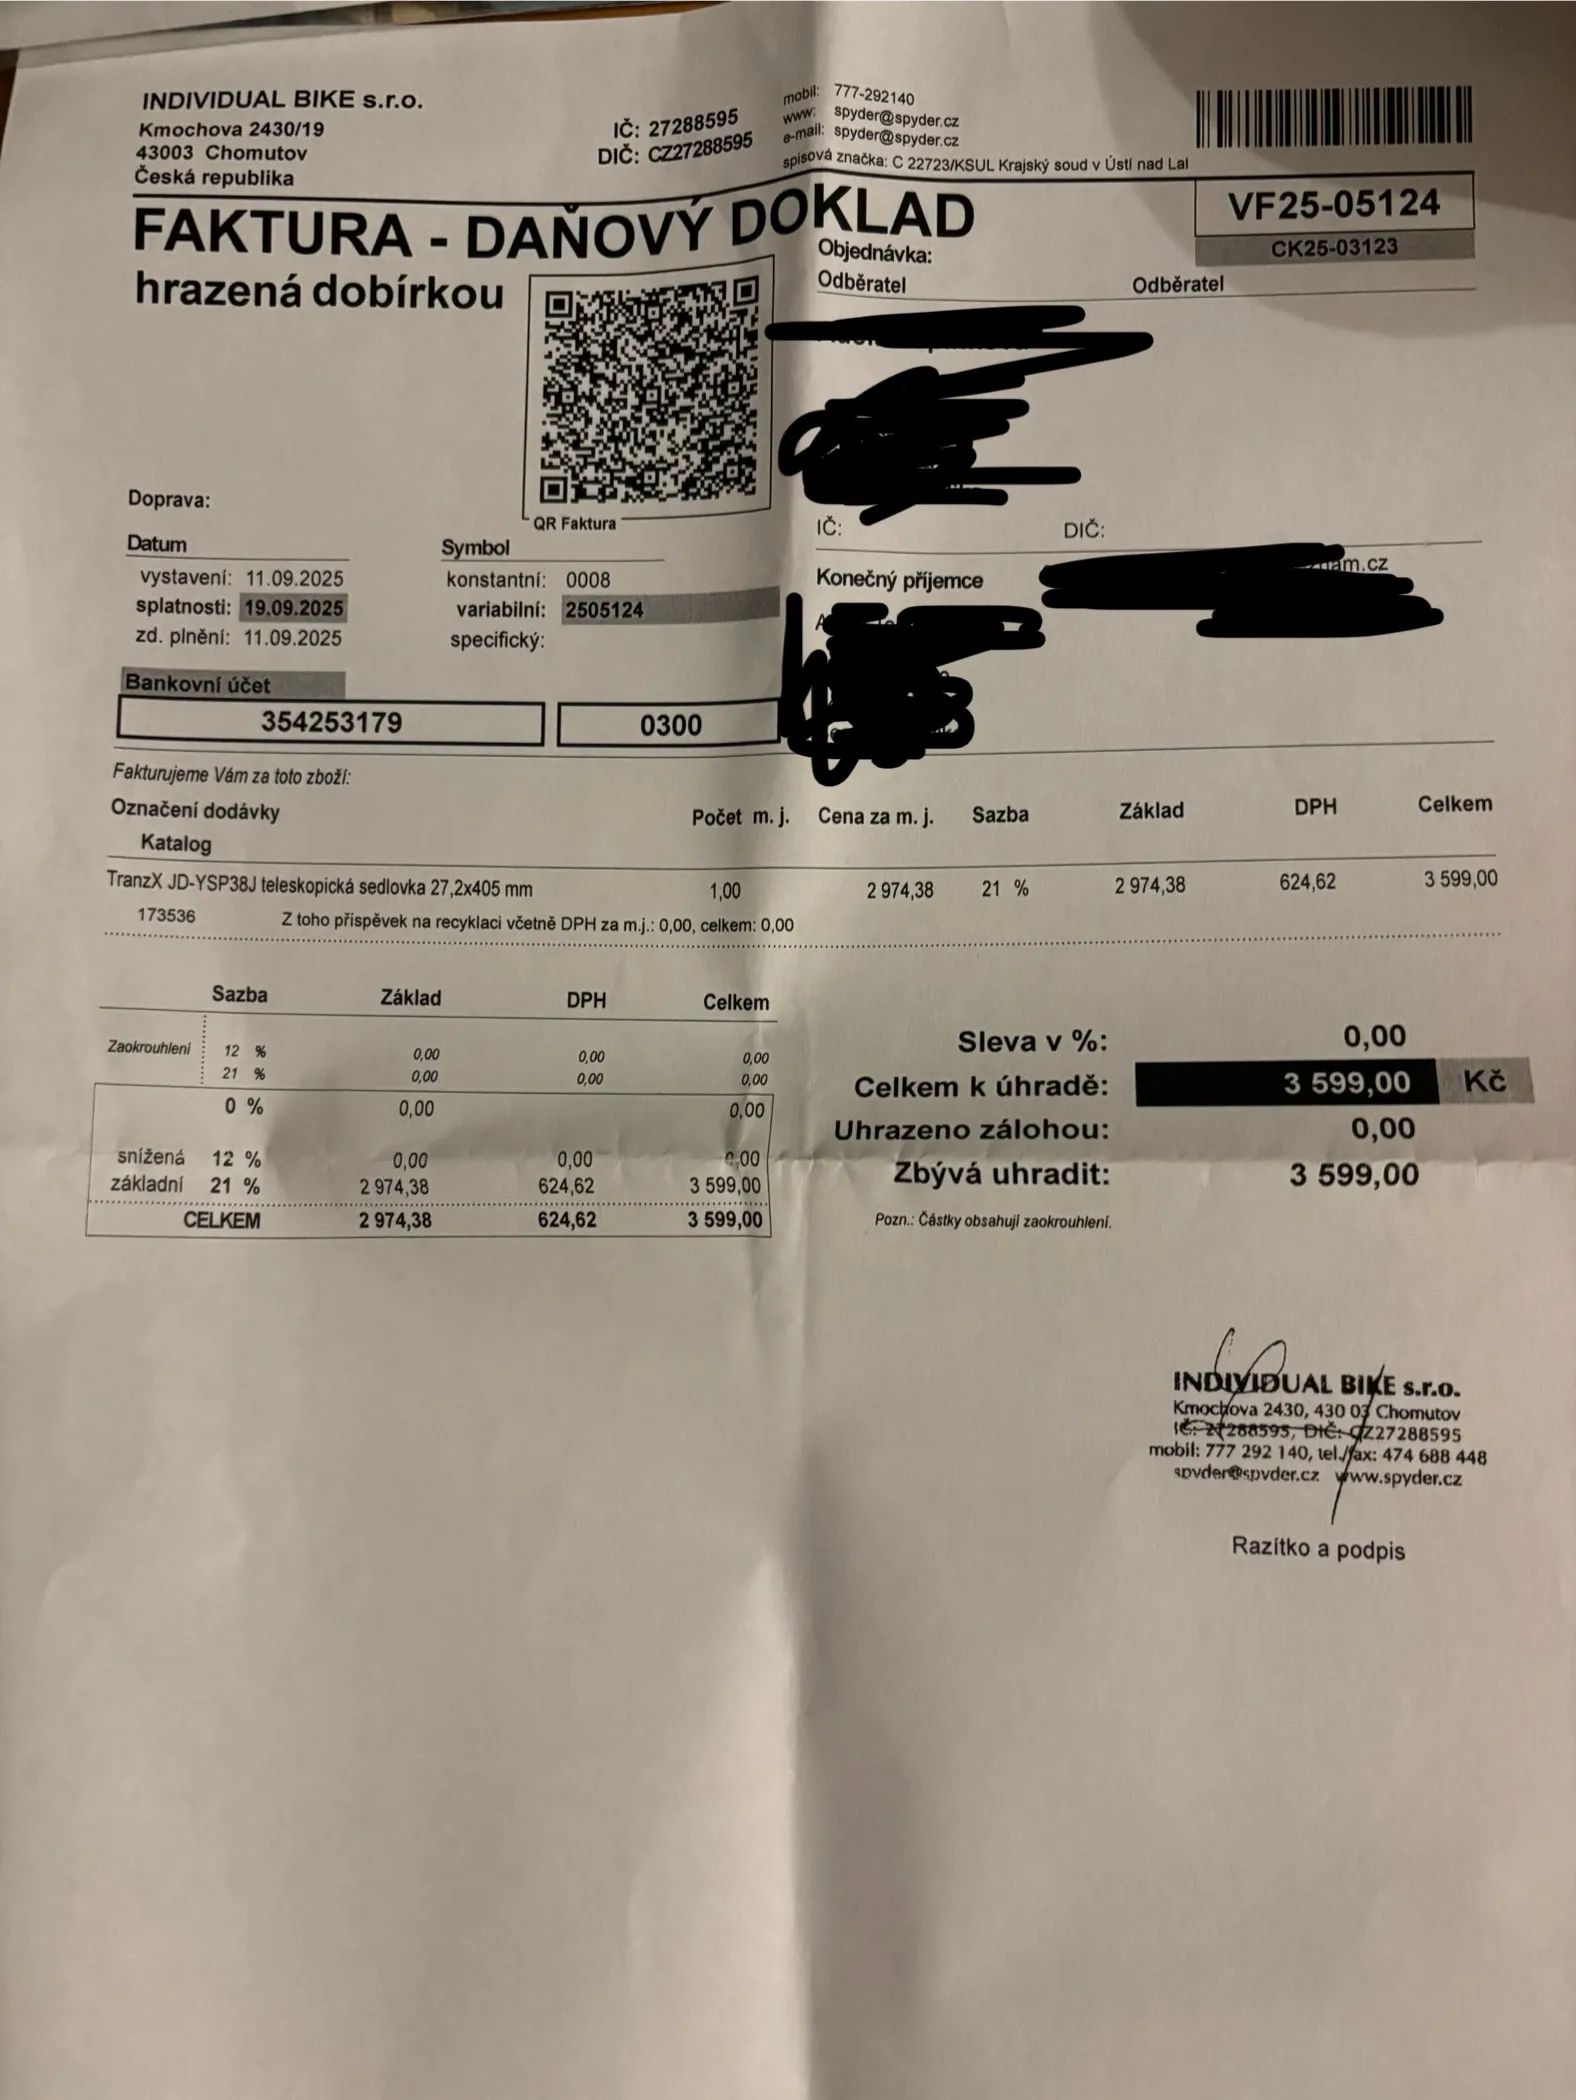 INDIVIDUAL BIKE s.r.o.
Kmochova 2430/19
43003 Chomutov
Česká republika
IČ: 27288595
DIČ: CZ27288595
mobil: 777-292140
www: spyder@spyder.cz
e-mail: spyder@spyder.cz
spisová značka: C 22723/KSUL Krajský soud v Ústí nad Lal
FAKTURA - DAŇOVÝ DOKLAD
hrazená dobírkou
VF25-05124
CK25-03123
Objednávka:
Odběratel Odběratel
QR Faktura
IČ: DIČ:
Doprava:
Datum
vystavení: 11.09.2025
splatnosti: 19.09.2025
zd. plnění: 11.09.2025
Symbol
konstantní: 0008
variabilní: 2505124
specifický:
Konečný příjemce
Bankovní účet
354253179 0300
Fakturujeme Vám za toto zboží:
Označení dodávky Počet m. j. Cena za m. j. Sazba Základ DPH Celkem
Katalog
TranzX JD-YSP38J teleskopická sedlovka 27,2x405 mm 1,00 2 974,38 21 % 2 974,38 624,62 3 599,00
173536 Z toho příspěvek na recyklaci včetně DPH za m.j.: 0,00, celkem: 0,00
Sazba Základ DPH Celkem
Zaokrouhlení 12 % 0,00 0,00 0,00
21 % 0,00 0,00 0,00
0 % 0,00 0,00
snížená 12 % 0,00 0,00 0,00
základní 21 % 2 974,38 624,62 3 599,00
CELKEM 2 974,38 624,62 3 599,00
Sleva v %: 0,00
Celkem k úhradě: 3 599,00 Kč
Uhrazeno zálohou: 0,00
Zbývá uhradit: 3 599,00
Pozn.: Částky obsahují zaokrouhlení.
INDIVIDUAL BIKE s.r.o.
Kmochova 2430, 430 03 Chomutov
IČ: 27288595, DIČ: CZ27288595
mobil: 777 292 140, tel./fax: 474 688 448
spyder@spyder.cz www.spyder.cz
Razítko a podpis